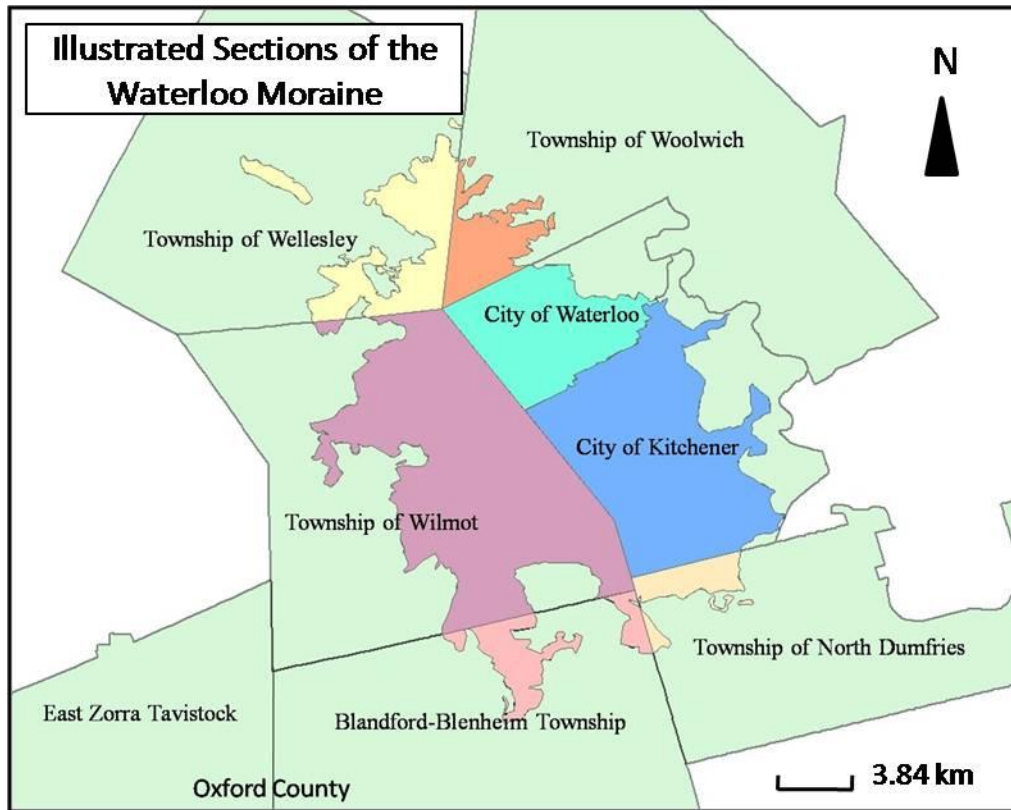 Illustrated Sections of the
Waterloo Moraine
N
Township of Woolwich
Township of Wellesley
City of Waterloo
City of Kitchener
Township of Wilmot
Township of North Dumfries
East Zorra Tavistock
Blandford-Blenheim Township
Oxford County
3.84 km